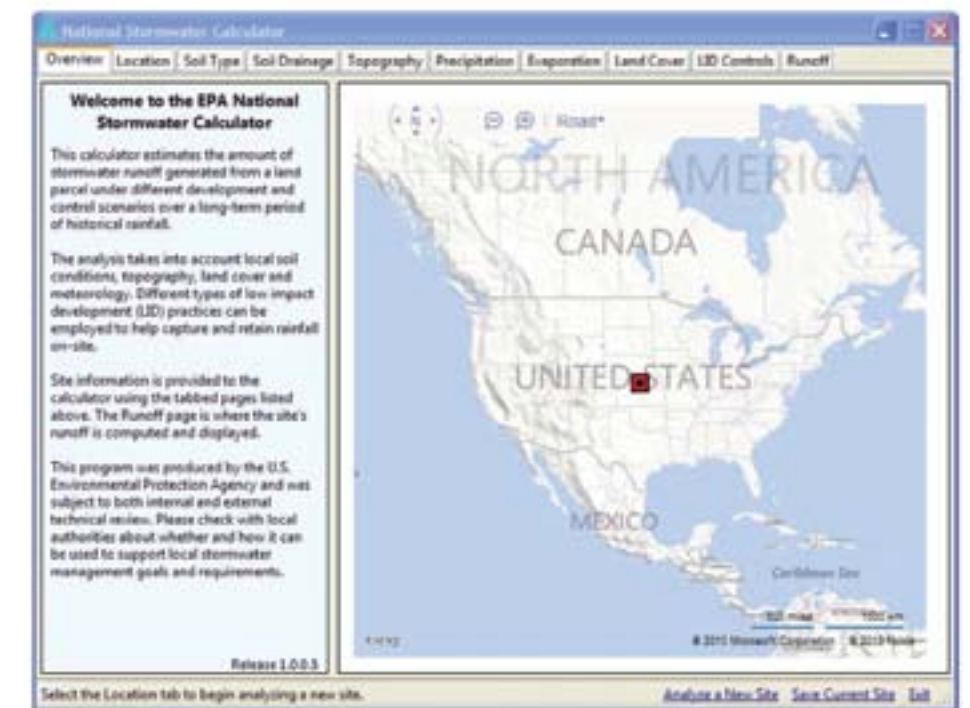 National Stormwater Calculator
Overview Location Soil Type Soil Drainage Topography Precipitation Evaporation Land Cover LID Controls Runoff
Welcome to the EPA National
Stormwater Calculator
This calculator estimates the amount of
stormwater runoff generated from a land
parcel under different development and
control scenarios over a long-term period
of historical rainfall.
The analysis takes into account local soil
conditions, topography, land cover and
meteorology. Different types of low impact
development (LID) practices can be
employed to help capture and retain rainfall
on-site.
Site information is provided to the
calculator using the tabbed pages listed
above. The Runoff page is where the site's
runoff is computed and displayed.
This program was produced by the U.S.
Environmental Protection Agency and was
subject to both internal and external
technical review. Please check with local
authorities about whether and how it can
be used to support local stormwater
management goals and requirements.
Release 1.0.0.5
Road
NORTH AMERICA
CANADA
UNITED STATES
MEXICO
Caribbean Sea
miles 1000 km
© 2013 Microsoft Corporation © 2013 Nokia
Select the Location tab to begin analyzing a new site.
Analyze a New Site Save Current Site Exit